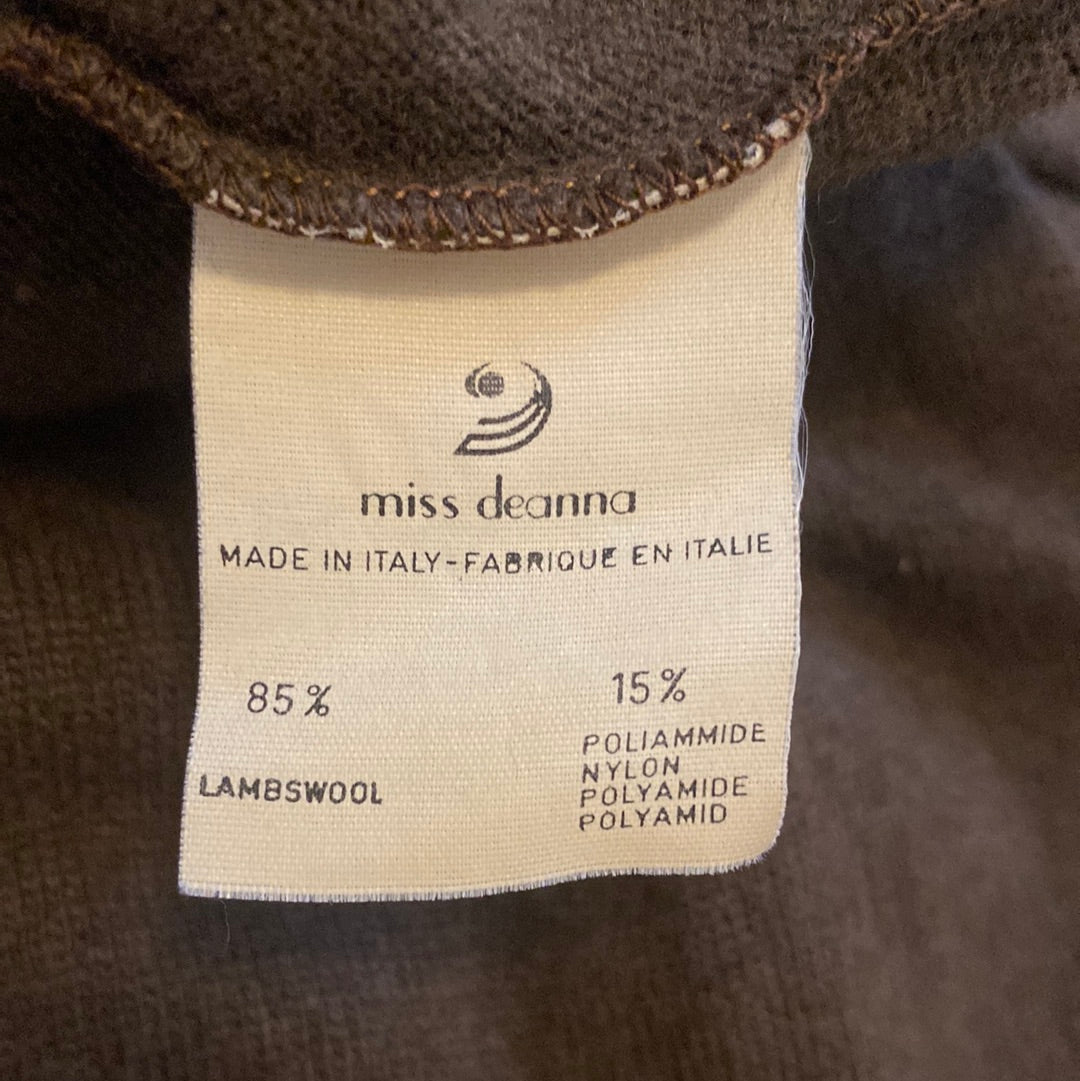 miss deanna
MADE IN ITALY-FABRIQUE EN ITALIE
85% 15%
LAMBSWOOL
POLIAMMIDE
NYLON
POLYAMIDE
POLYAMID